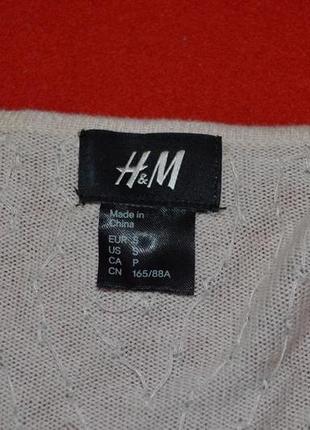 H&M
Made in
China
EUR S
US S
CA P
CN 165/88A